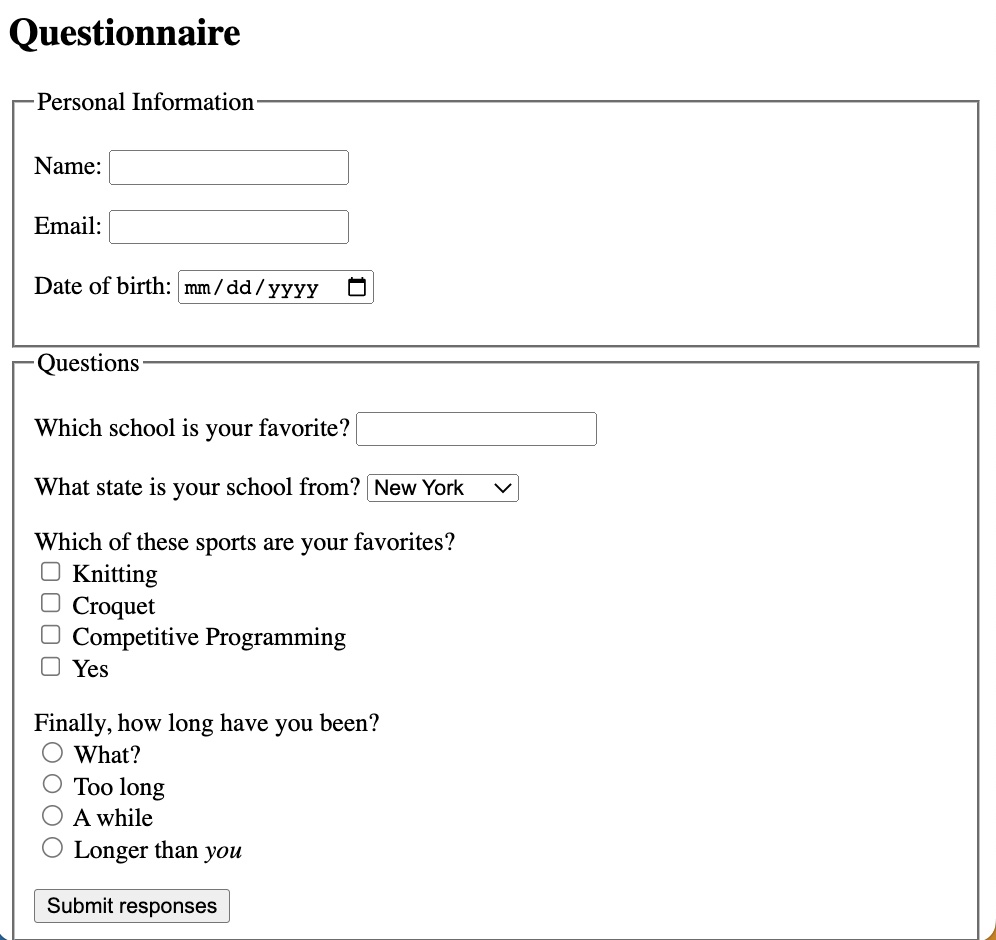 Questionnaire
Personal Information
Name:
Email:
Date of birth: mm/dd/yyyy
Questions
Which school is your favorite?
What state is your school from? New York
Which of these sports are your favorites?
Knitting
Croquet
Competitive Programming
Yes
Finally, how long have you been?
What?
Too long
A while
Longer than you
Submit responses